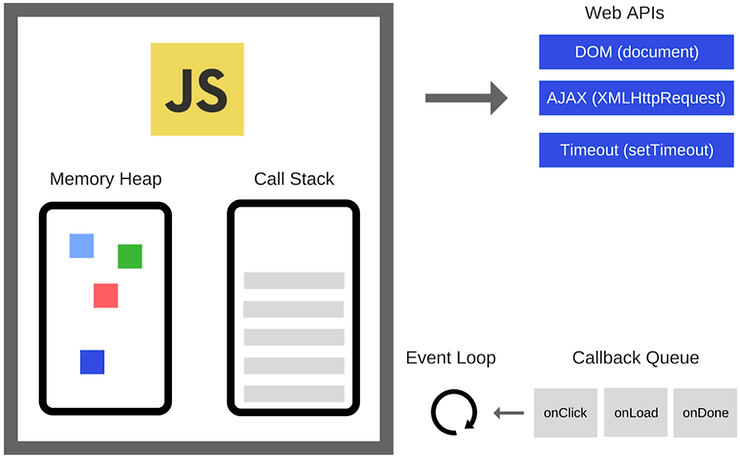 JS
Memory Heap
Call Stack
Web APIs
DOM (document)
AJAX (XMLHttpRequest)
Timeout (setTimeout)
Event Loop
Callback Queue
onClick
onLoad
onDone